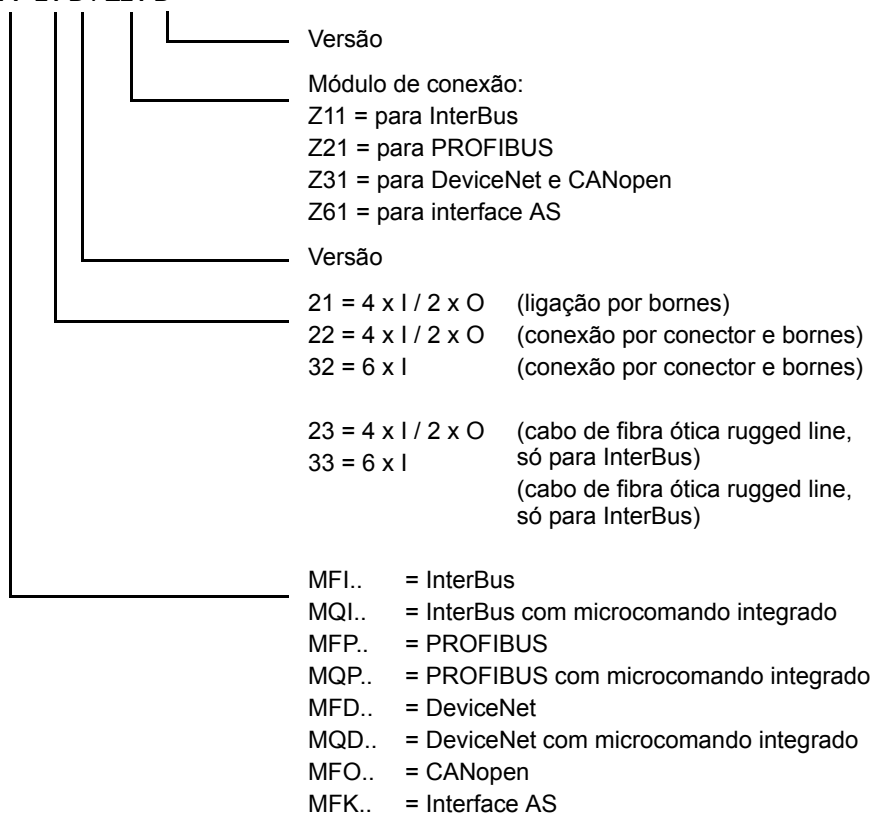 Versão
Módulo de conexão:
Z11 = para InterBus
Z21 = para PROFIBUS
Z31 = para DeviceNet e CANopen
Z61 = para interface AS
Versão
21 = 4 x I / 2 x O (ligação por bornes)
22 = 4 x I / 2 x O (conexão por conector e bornes)
32 = 6 x I (conexão por conector e bornes)
23 = 4 x I / 2 x O (cabo de fibra ótica rugged line,
só para InterBus)
33 = 6 x I
(cabo de fibra ótica rugged line,
só para InterBus)
MFI.. = InterBus
MQI.. = InterBus com microcomando integrado
MFP.. = PROFIBUS
MQP.. = PROFIBUS com microcomando integrado
MFD.. = DeviceNet
MQD.. = DeviceNet com microcomando integrado
MFO.. = CANopen
MFK.. = Interface AS